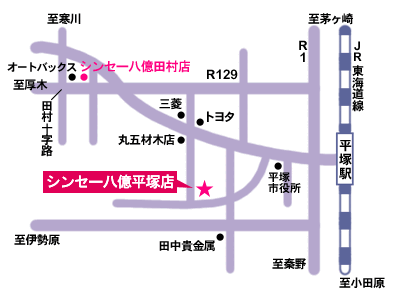 至寒川
至茅ヶ崎
オートバックス
シンセー八億田村店
R1
JR東海道線
至厚木
R129
田村十字路
三菱
トヨタ
丸五材木店
平塚駅
シンセー八億平塚店
平塚
市役所
至伊勢原
田中貴金属
至秦野
至小田原